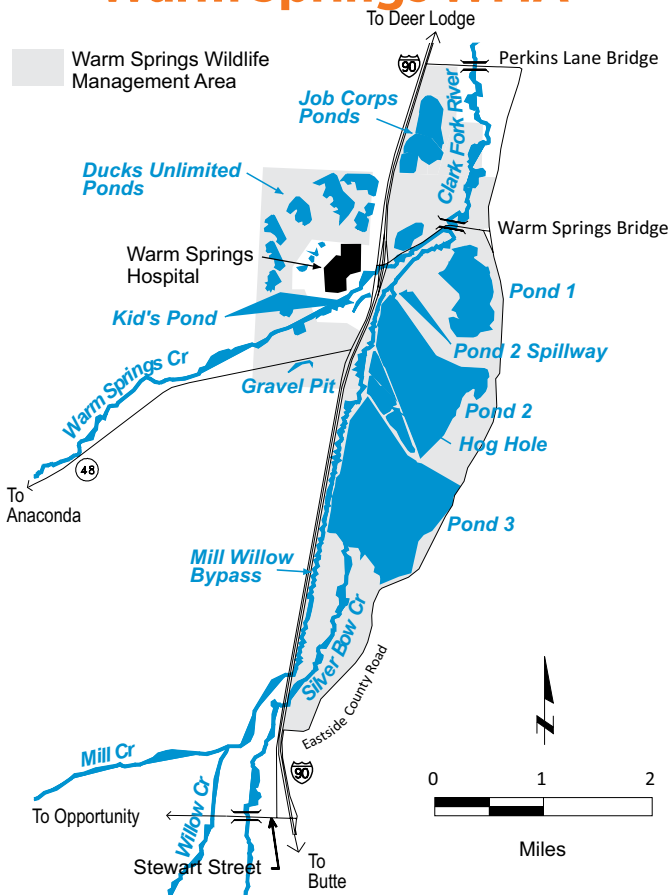 Warm Springs WMA
To Deer Lodge
90
Perkins Lane Bridge
Warm Springs Wildlife
Management Area
Job Corps
Ponds
Clark Fork River
Ducks Unlimited
Ponds
Warm Springs Bridge
Warm Springs
Hospital
Pond 1
Kid's Pond
Pond 2 Spillway
Warm Springs Cr
Gravel Pit
Pond 2
Hog Hole
48
To
Anaconda
Pond 3
Mill Willow
Bypass
Silver Bow Cr
Eastside County Road
N
Mill Cr
90
0 1 2
Miles
To Opportunity
Willow Cr
Stewart Street
To
Butte